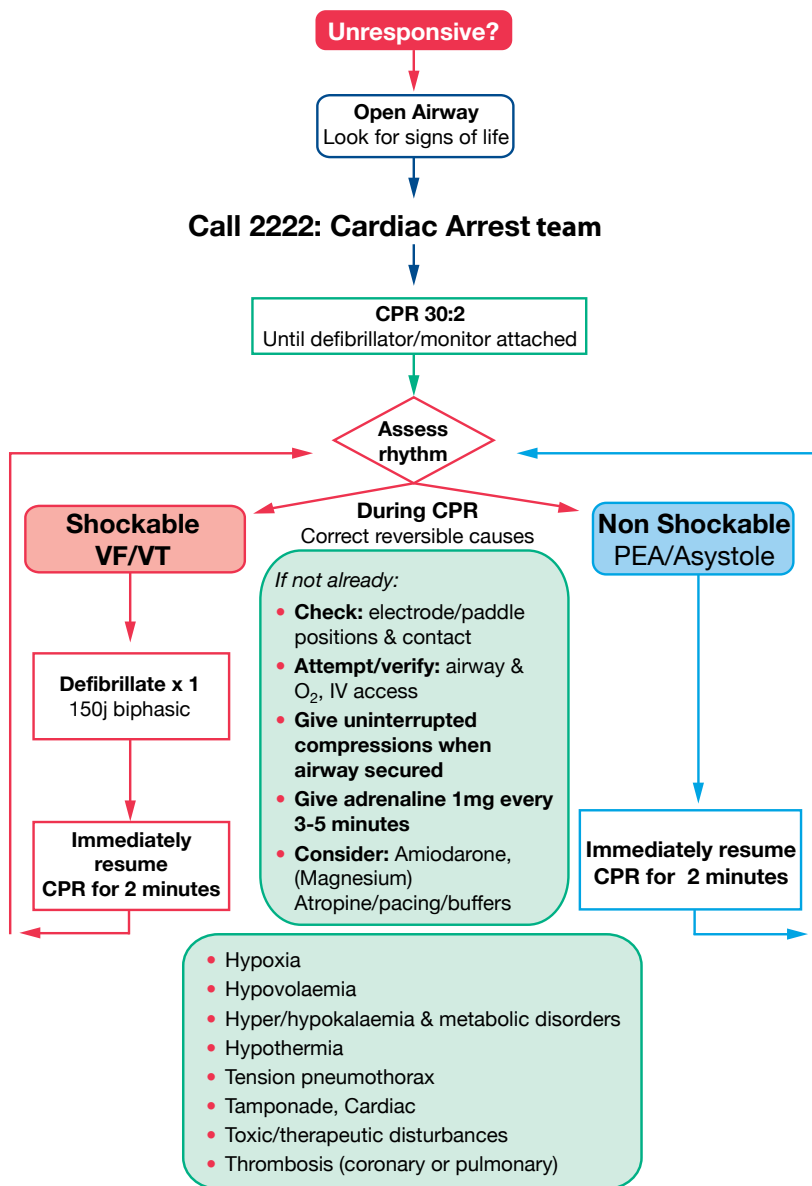 Unresponsive?
Open Airway
Look for signs of life
Call 2222: Cardiac Arrest team
CPR 30:2
Until defibrillator/monitor attached
Assess
rhythm
Shockable
VF/VT
Defibrillate x 1
150j biphasic
Immediately
resume
CPR for 2 minutes
During CPR
Correct reversible causes
If not already:
• Check: electrode/paddle
positions & contact
• Attempt/verify: airway &
O₂, IV access
• Give uninterrupted
compressions when
airway secured
• Give adrenaline 1mg every
3-5 minutes
• Consider: Amiodarone,
(Magnesium)
Atropine/pacing/buffers
Non Shockable
PEA/Asystole
Immediately resume
CPR for 2 minutes
• Hypoxia
• Hypovolaemia
• Hyper/hypokalaemia & metabolic disorders
• Hypothermia
• Tension pneumothorax
• Tamponade, Cardiac
• Toxic/therapeutic disturbances
• Thrombosis (coronary or pulmonary)